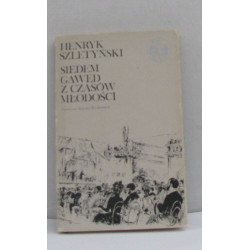 HENRYK
SZLETYŃSKI
SIEDEM
GAWĘD
Z CZASÓW
MŁODOŚCI